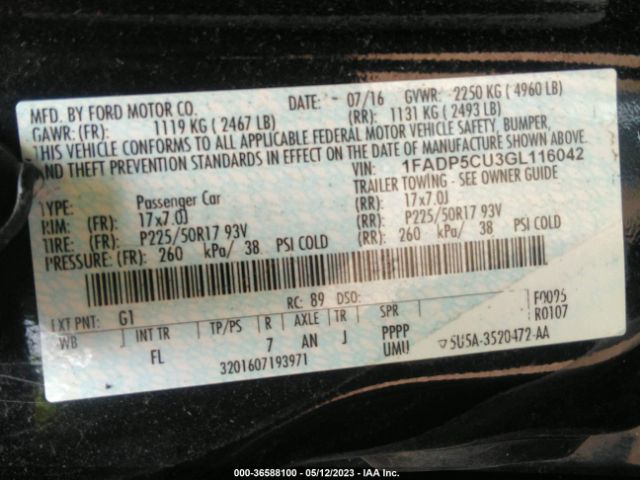 MFD. BY FORD MOTOR CO. DATE: 07/16 GVWR: 2250 KG ( 4960 LB)
GAWR: (FR): 1119 KG ( 2467 LB) (RR): 1131 KG ( 2493 LB)
THIS VEHICLE CONFORMS TO ALL APPLICABLE FEDERAL MOTOR VEHICLE SAFETY, BUMPER,
AND THEFT PREVENTION STANDARDS IN EFFECT ON THE DATE OF MANUFACTURE SHOWN ABOVE.
VIN: 1FADP5CU3GL116042
TYPE: Passenger Car TRAILER TOWING - SEE OWNER GUIDE
RIM: (FR): 17x7.0J (RR): 17x7.0J
TIRE: (FR): P225/50R17 93V (RR): P225/50R17 93V
PRESSURE: (FR): 260 kPa/ 38 PSI COLD (RR): 260 kPa/ 38 PSI COLD
EXT PNT: G1 RC: 89 DSO: F0095
WB INT TR TP/PS R AXLE TR SPR R0107
FL 7 AN J PPPP
UMU
3201607193971 5U5A-3520472-AA
000-36588100 - 05/12/2023 - IAA Inc.